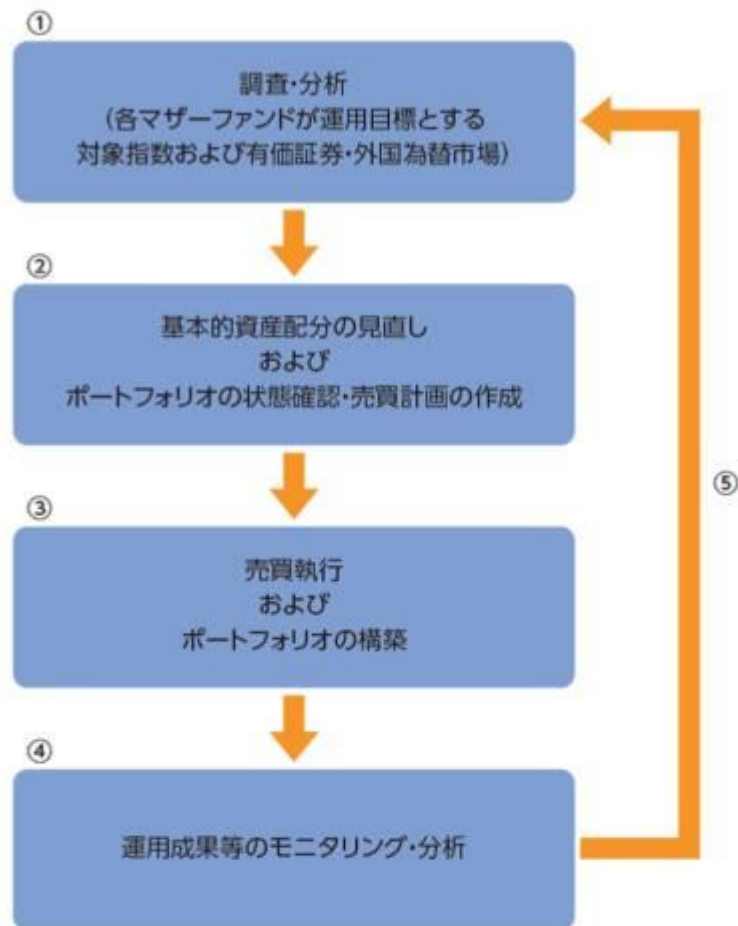 ①
調査・分析
(各マザーファンドが運用目標とする
対象指数および有価証券・外国為替市場)
②
基本的資産配分の見直し
および
ポートフォリオの状態確認・売買計画の作成
③
売買執行
および
ポートフォリオの構築
④
運用成果等のモニタリング・分析
⑤